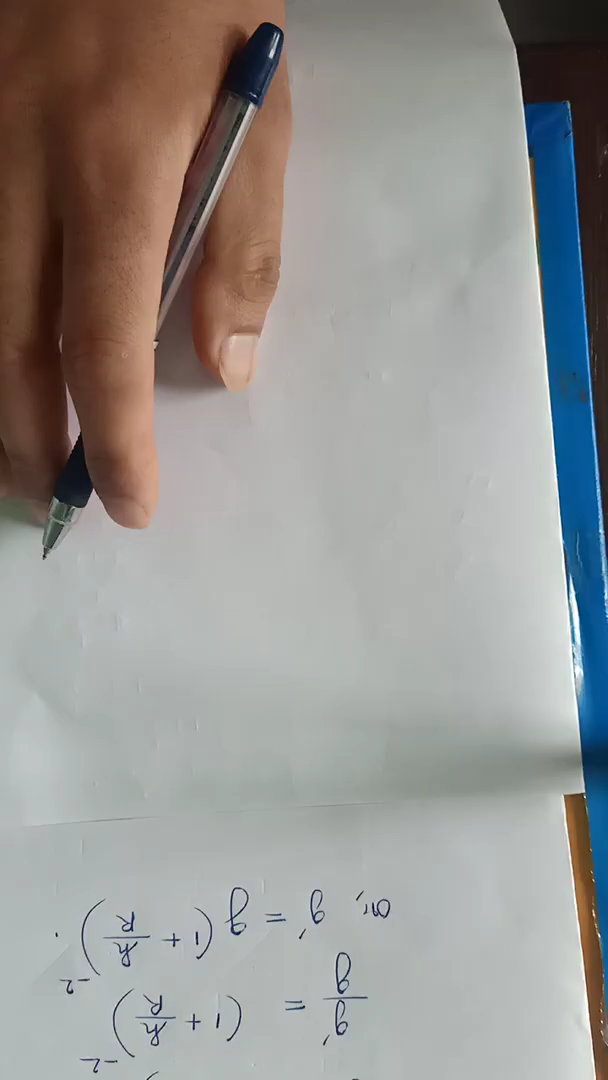 g'/g = (1 + h/R)^-2
or, g' = g (1 + h/R)^-2.